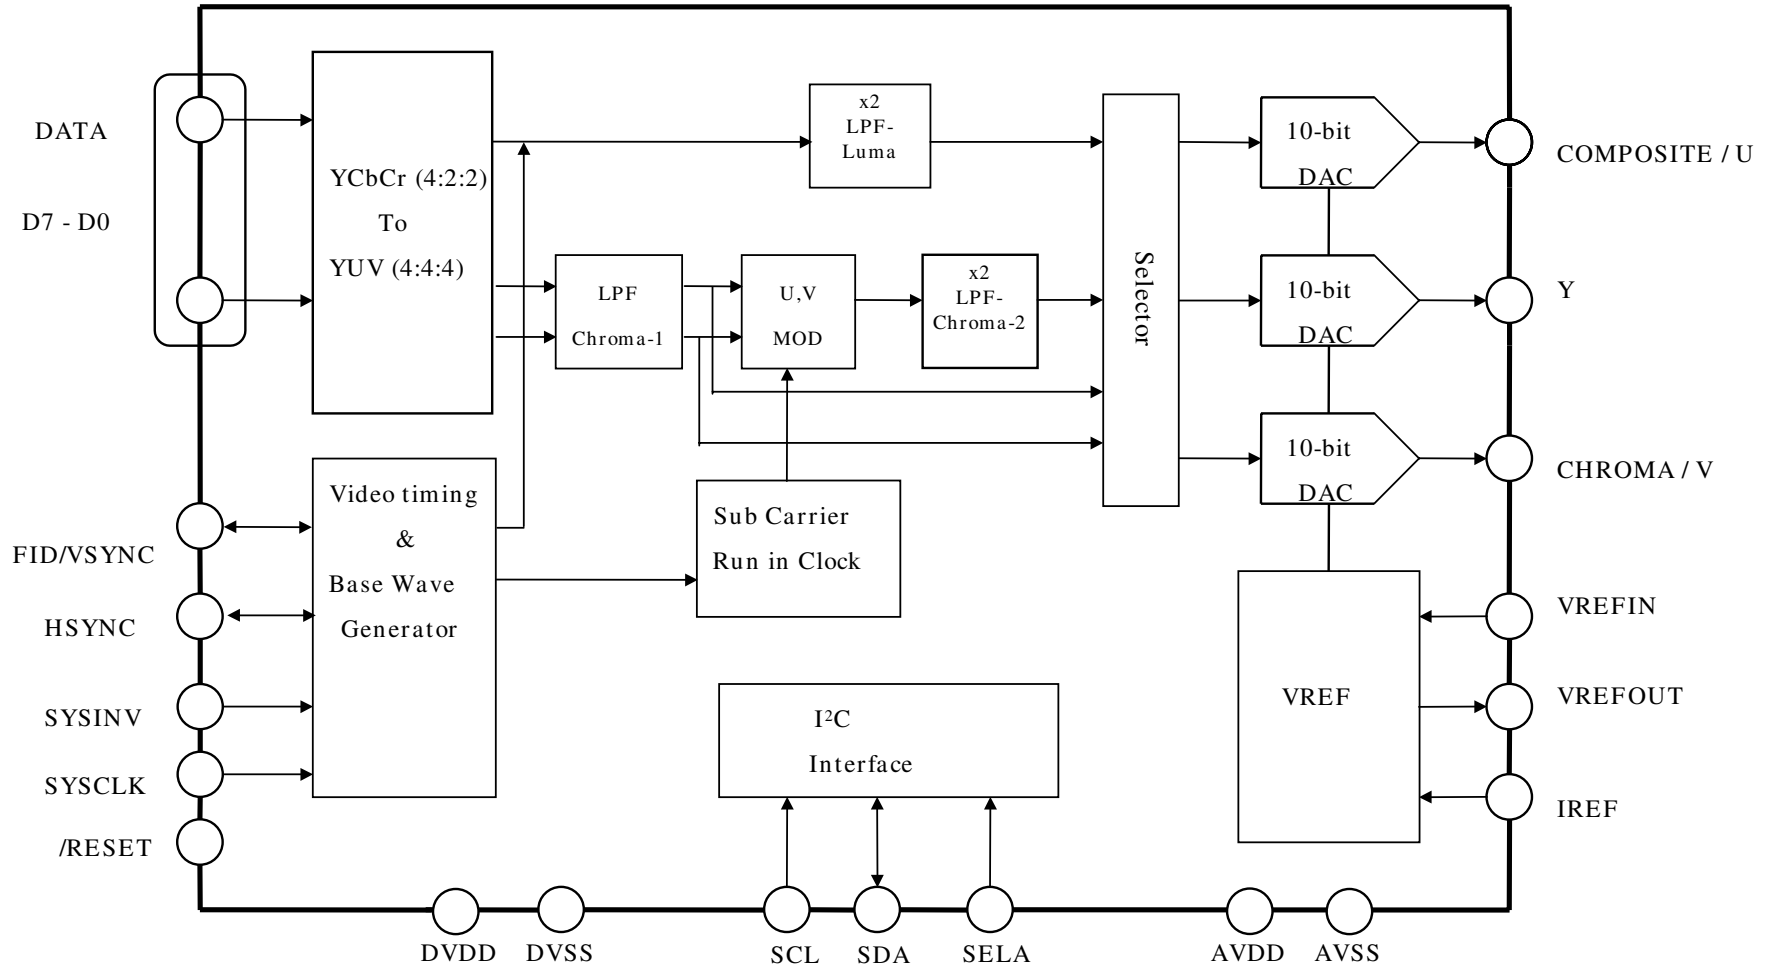 DATA
D7 - D0
YCbCr (4:2:2)
To
YUV (4:4:4)
x2
LPF-
Luma
LPF
Chroma-1
U,V
MOD
x2
LPF-
Chroma-2
Selector
10-bit
DAC
COMPOSITE / U
10-bit
DAC
Y
10-bit
DAC
CHROMA / V
FID/VSYNC
HSYNC
SYSINV
SYSCLK
/RESET
Video timing
&
Base Wave
Generator
Sub Carrier
Run in Clock
I²C
Interface
VREF
VREFIN
VREFOUT
IREF
DVDD
DVSS
SCL
SDA
SELA
AVDD
AVSS